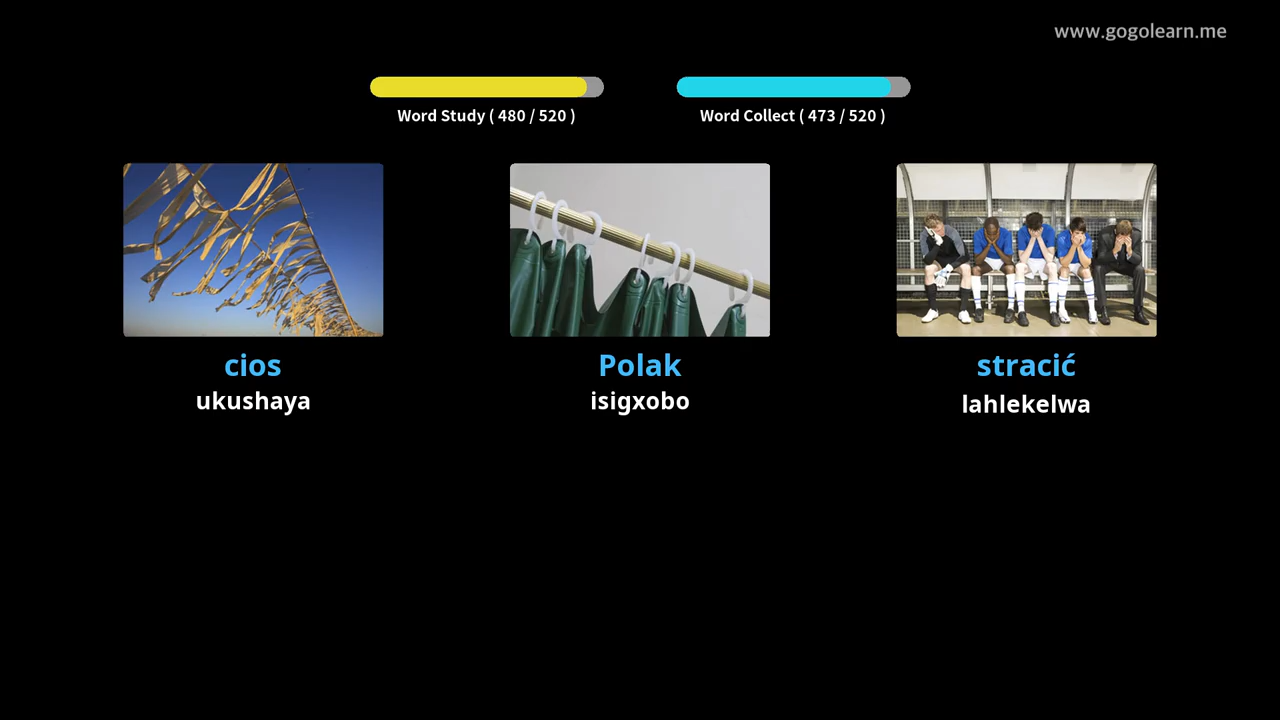 www.gogolearn.me
Word Study ( 480 / 520 )
Word Collect ( 473 / 520 )
cios
ukushaya
Polak
isigxobo
stracić
lahlekelwa